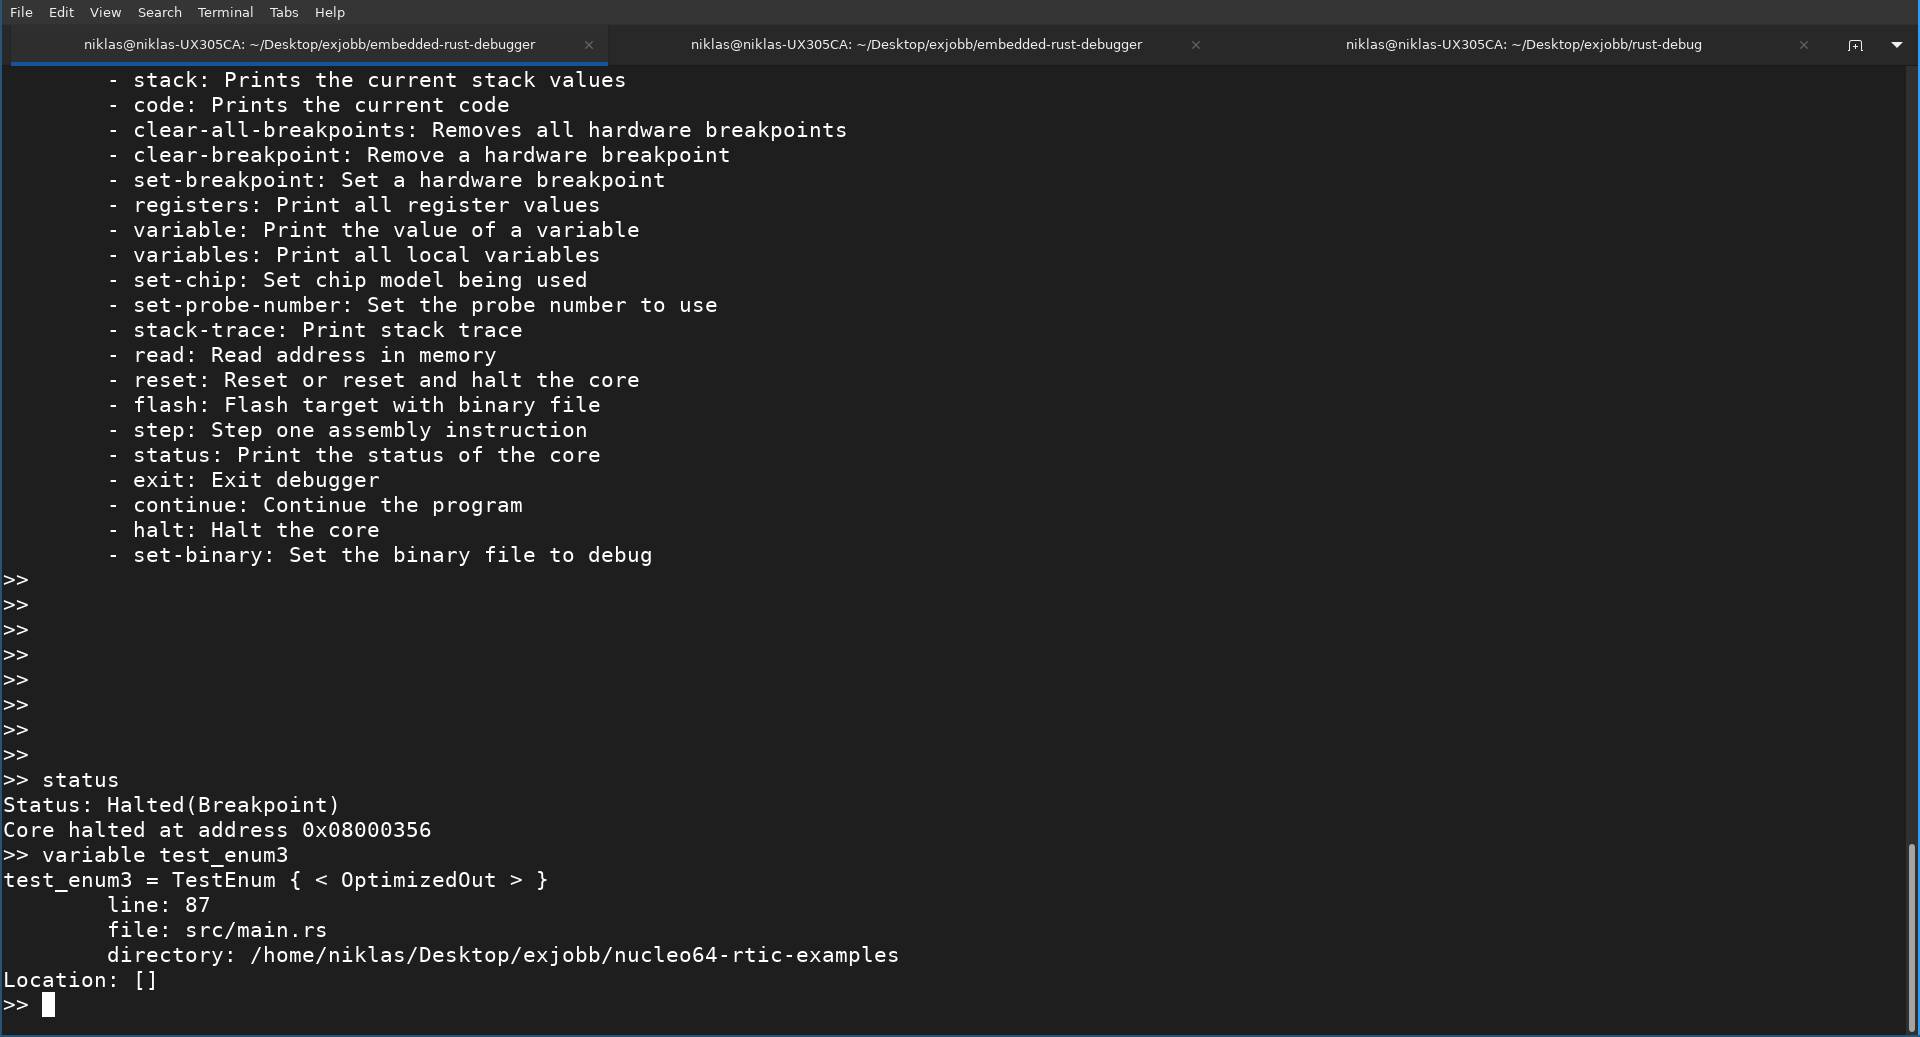 File Edit View Search Terminal Tabs Help
niklas@niklas-UX305CA: ~/Desktop/exjobb/embedded-rust-debugger × niklas@niklas-UX305CA: ~/Desktop/exjobb/embedded-rust-debugger × niklas@niklas-UX305CA: ~/Desktop/exjobb/rust-debug ×
- stack: Prints the current stack values
- code: Prints the current code
- clear-all-breakpoints: Removes all hardware breakpoints
- clear-breakpoint: Remove a hardware breakpoint
- set-breakpoint: Set a hardware breakpoint
- registers: Print all register values
- variable: Print the value of a variable
- variables: Print all local variables
- set-chip: Set chip model being used
- set-probe-number: Set the probe number to use
- stack-trace: Print stack trace
- read: Read address in memory
- reset: Reset or reset and halt the core
- flash: Flash target with binary file
- step: Step one assembly instruction
- status: Print the status of the core
- exit: Exit debugger
- continue: Continue the program
- halt: Halt the core
- set-binary: Set the binary file to debug
>>
>>
>>
>>
>>
>>
>>
>>
>> status
Status: Halted(Breakpoint)
Core halted at address 0x08000356
>> variable test_enum3
test_enum3 = TestEnum { < OptimizedOut > }
line: 87
file: src/main.rs
directory: /home/niklas/Desktop/exjobb/nucleo64-rtic-examples
Location: []
>>